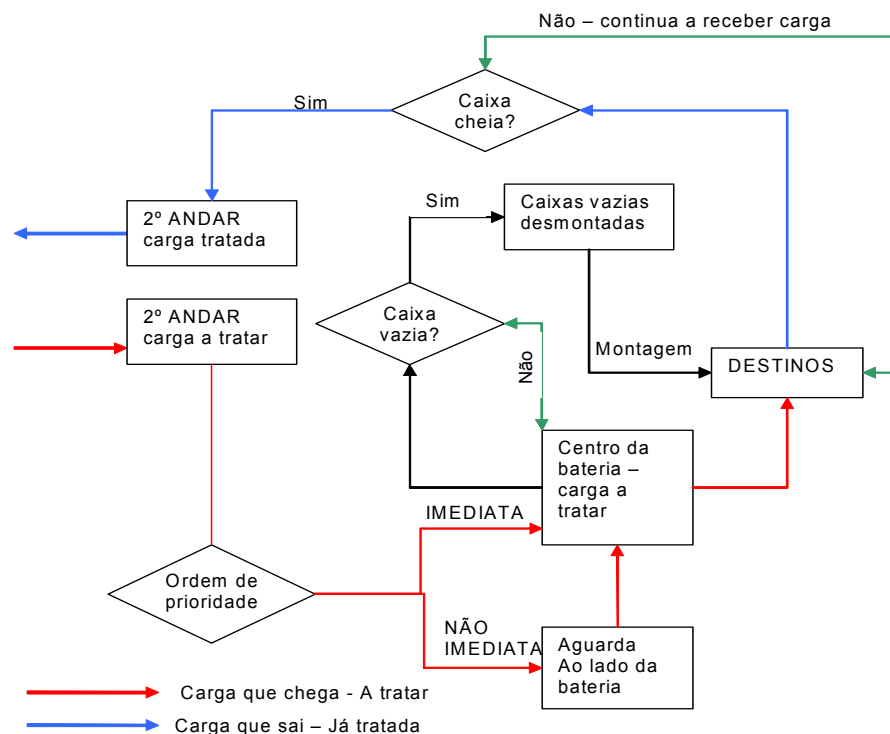 Não – continua a receber carga
Sim
Caixa
cheia?
2º ANDAR
carga tratada
Sim
Caixas vazias
desmontadas
2º ANDAR
carga a tratar
Caixa
vazia?
Não
Montagem
DESTINOS
Centro da
bateria –
carga a
tratar
IMEDIATA
Ordem de
prioridade
NÃO
IMEDIATA
Aguarda
Ao lado da
bateria
Carga que chega - A tratar
Carga que sai – Já tratada